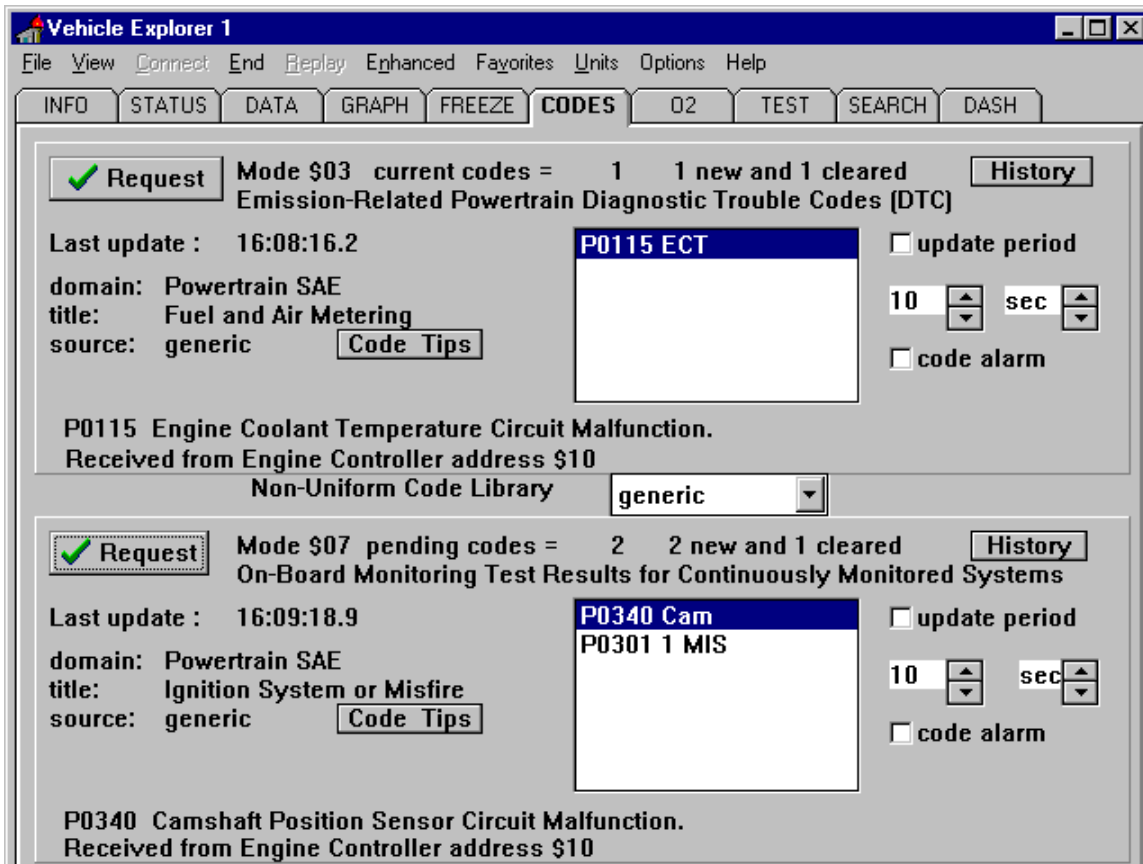 Vehicle Explorer 1
File View Connect End Replay Enhanced Favorites Units Options Help
INFO STATUS DATA GRAPH FREEZE CODES O2 TEST SEARCH DASH
Request Mode $03 current codes = 1 1 new and 1 cleared History
Emission-Related Powertrain Diagnostic Trouble Codes (DTC)
Last update : 16:08:16.2 P0115 ECT update period
domain: Powertrain SAE
title: Fuel and Air Metering 10 sec
source: generic Code Tips code alarm
P0115 Engine Coolant Temperature Circuit Malfunction.
Received from Engine Controller address $10
Non-Uniform Code Library generic
Request Mode $07 pending codes = 2 2 new and 1 cleared History
On-Board Monitoring Test Results for Continuously Monitored Systems
Last update : 16:09:18.9 P0340 Cam update period
P0301 1 MIS
domain: Powertrain SAE
title: Ignition System or Misfire 10 sec
source: generic Code Tips code alarm
P0340 Camshaft Position Sensor Circuit Malfunction.
Received from Engine Controller address $10